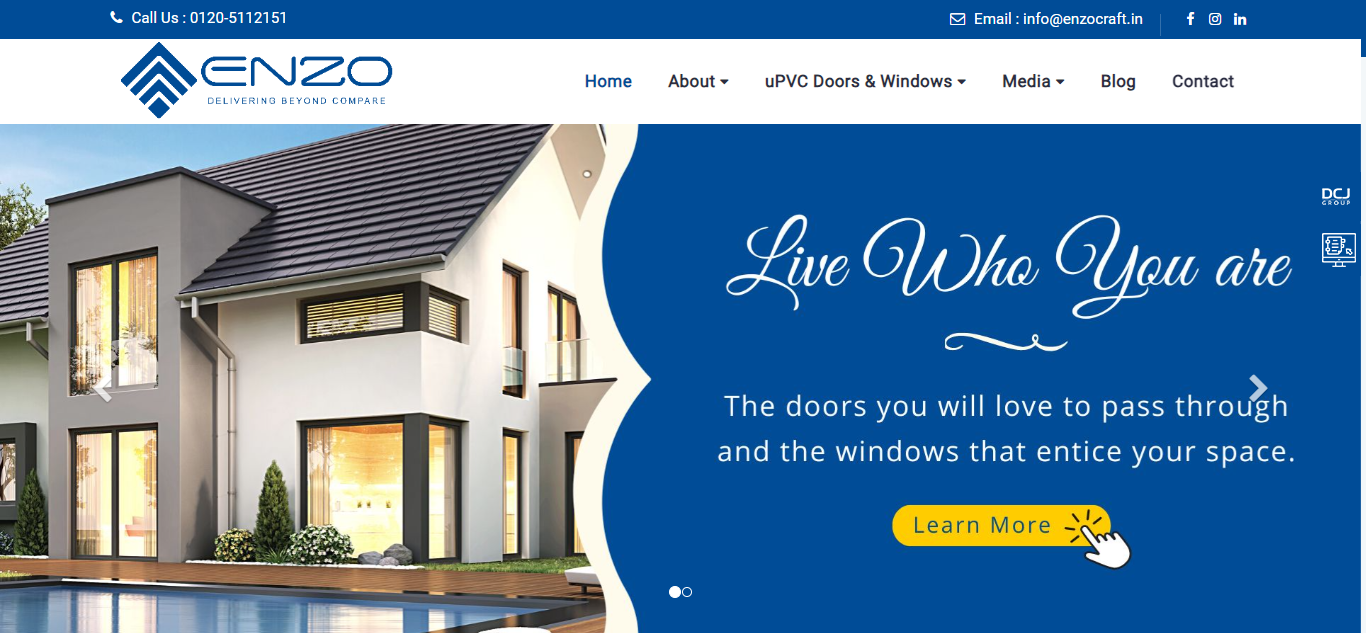 Call Us : 0120-5112151
Email : info@enzocraft.in
ENZO
DELIVERING BEYOND COMPARE
Home
About
uPVC Doors & Windows
Media
Blog
Contact
DCJ
GROUP
Live Who You are
The doors you will love to pass through
and the windows that entice your space.
Learn More